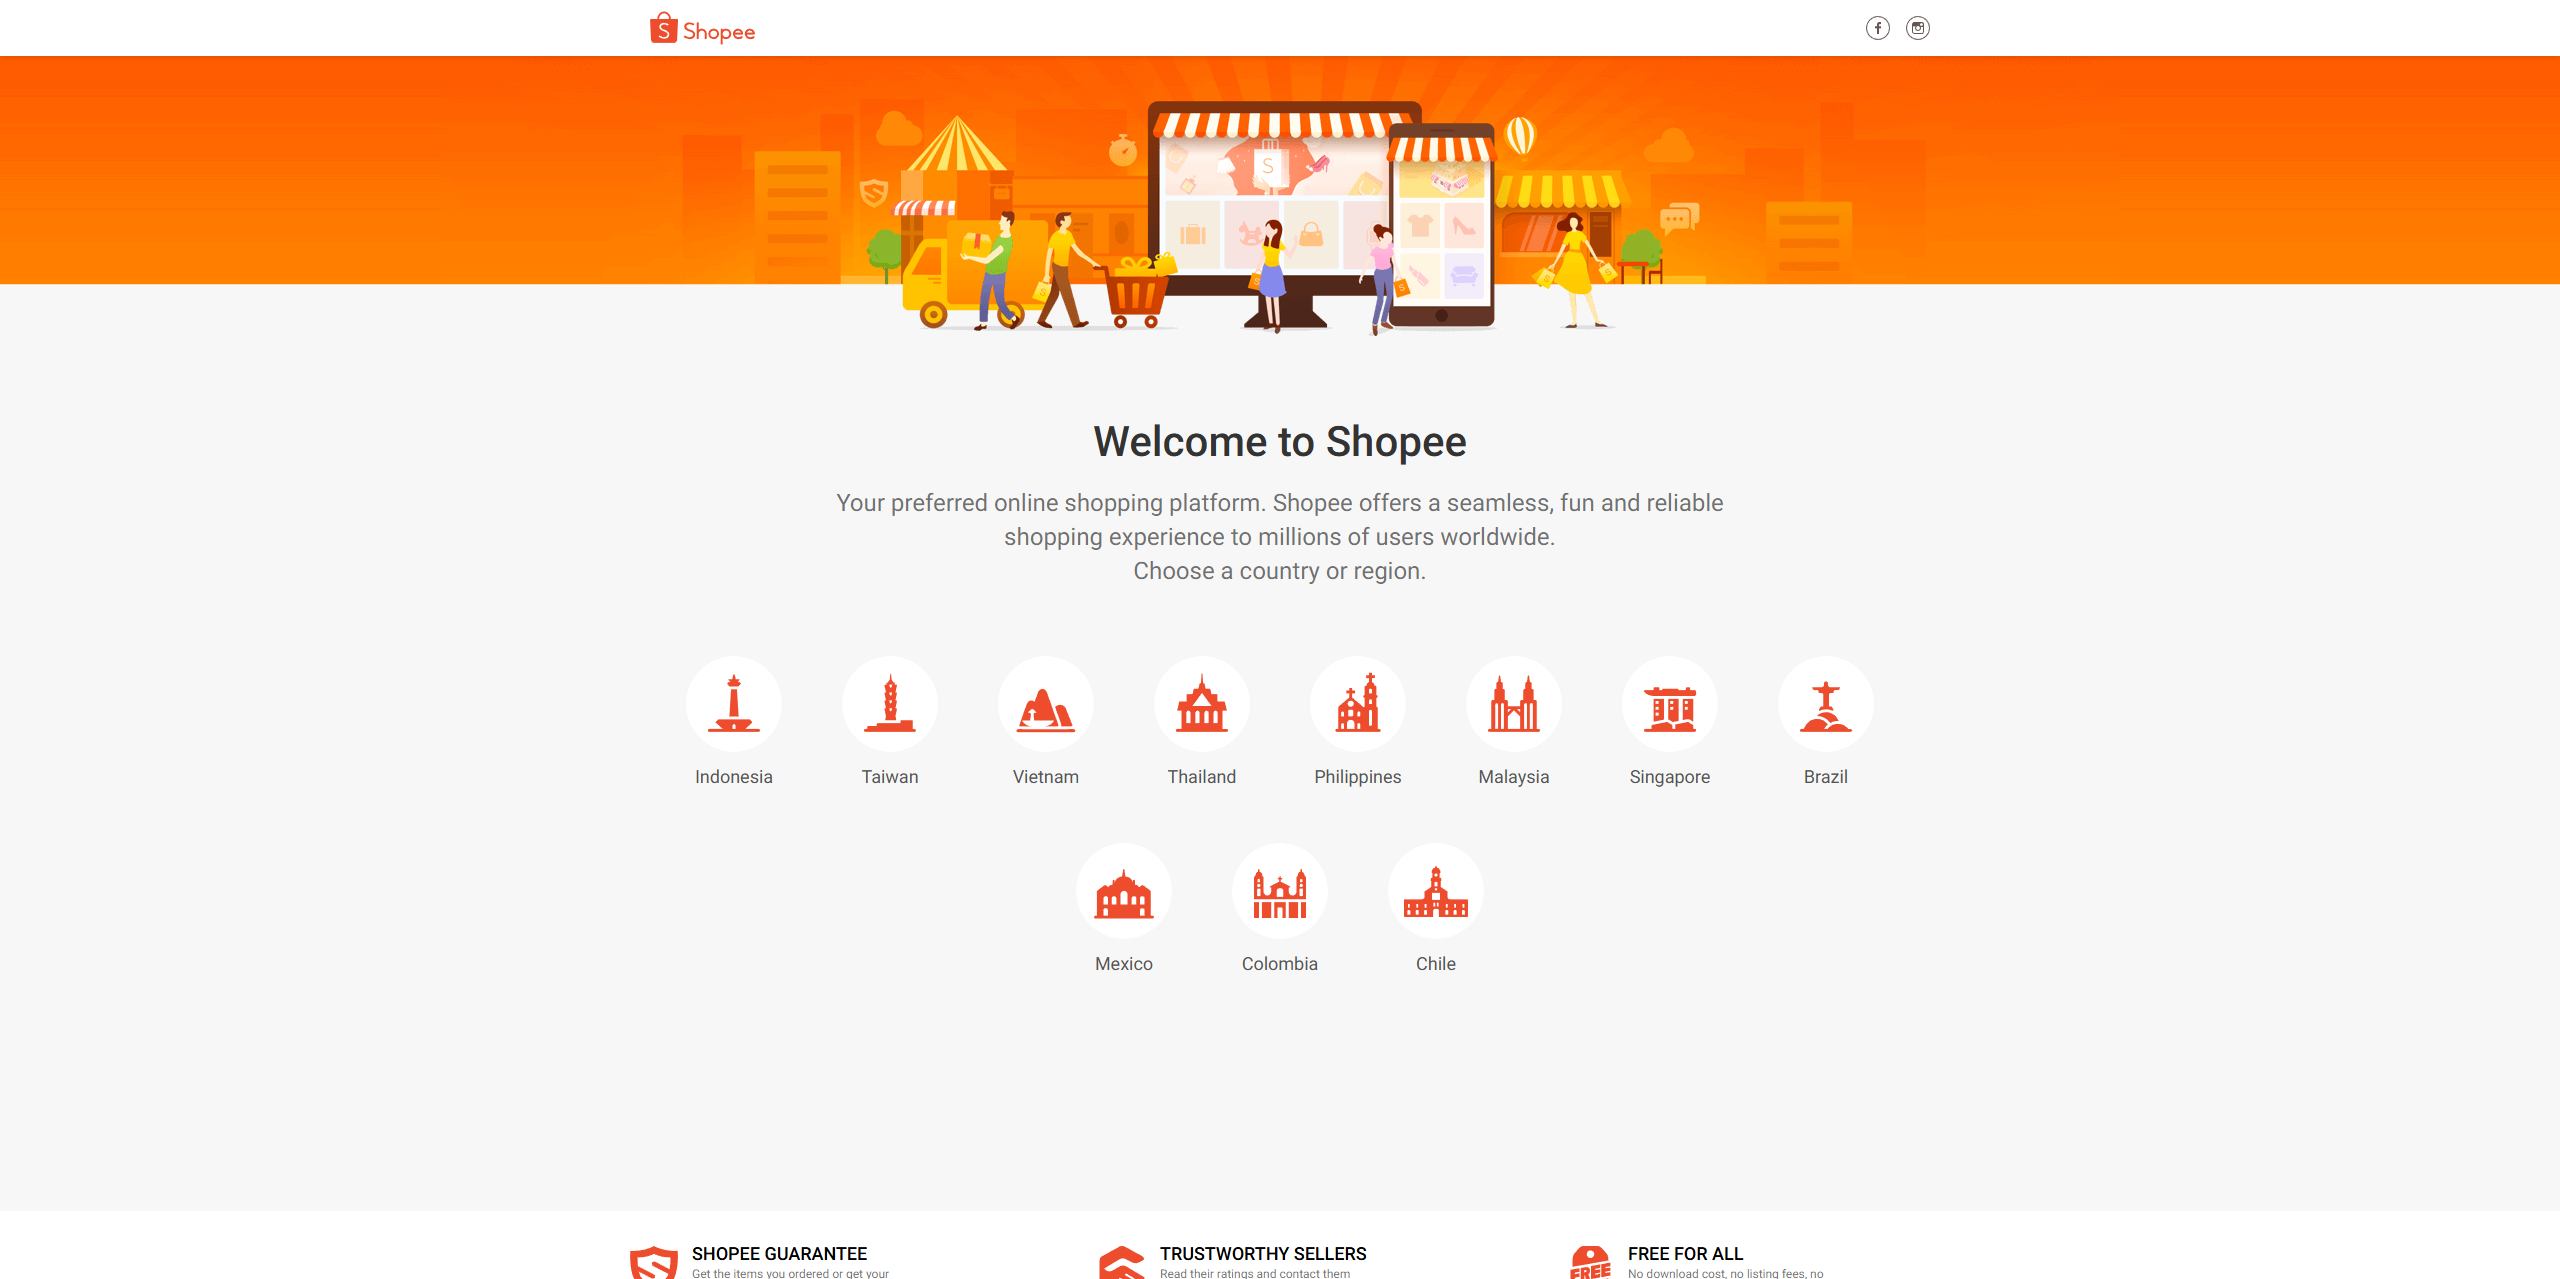 Shopee
Welcome to Shopee
Your preferred online shopping platform. Shopee offers a seamless, fun and reliable
shopping experience to millions of users worldwide.
Choose a country or region.
Indonesia
Taiwan
Vietnam
Thailand
Philippines
Malaysia
Singapore
Brazil
Mexico
Colombia
Chile
SHOPEE GUARANTEE
Get the items you ordered or get your
TRUSTWORTHY SELLERS
Read their ratings and contact them
FREE
FREE FOR ALL
No download cost, no listing fees, no